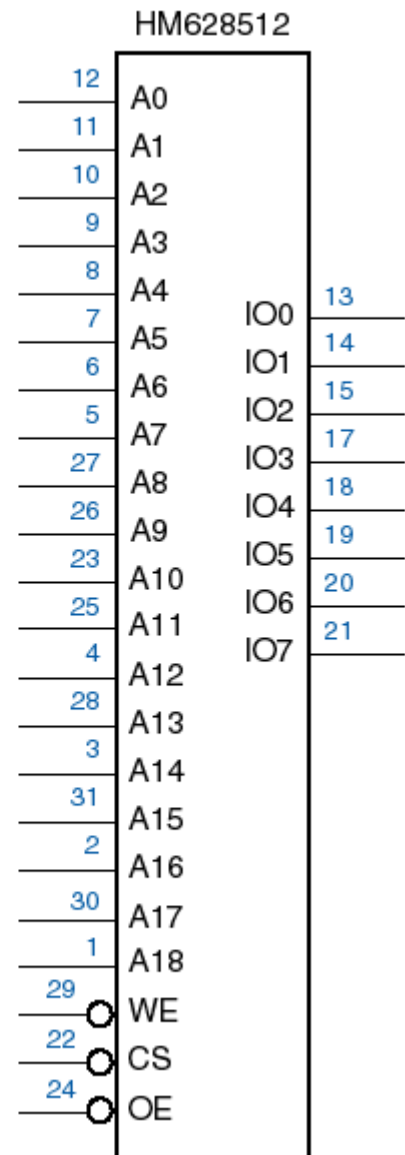 HM628512
12 A0
11 A1
10 A2
9 A3
8 A4
7 A5
6 A6
5 A7
27 A8
26 A9
23 A10
25 A11
4 A12
28 A13
3 A14
31 A15
2 A16
30 A17
1 A18
29 WE
22 CS
24 OE
IO0 13
IO1 14
IO2 15
IO3 17
IO4 18
IO5 19
IO6 20
IO7 21